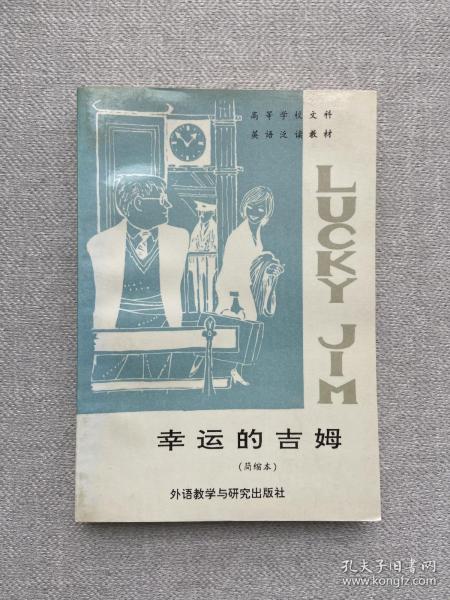 高等学校文科
英语泛读教材
LUCKY JIM
幸运的吉姆
(简缩本)
外语教学与研究出版社
孔夫子旧书网
www.kongfz.com